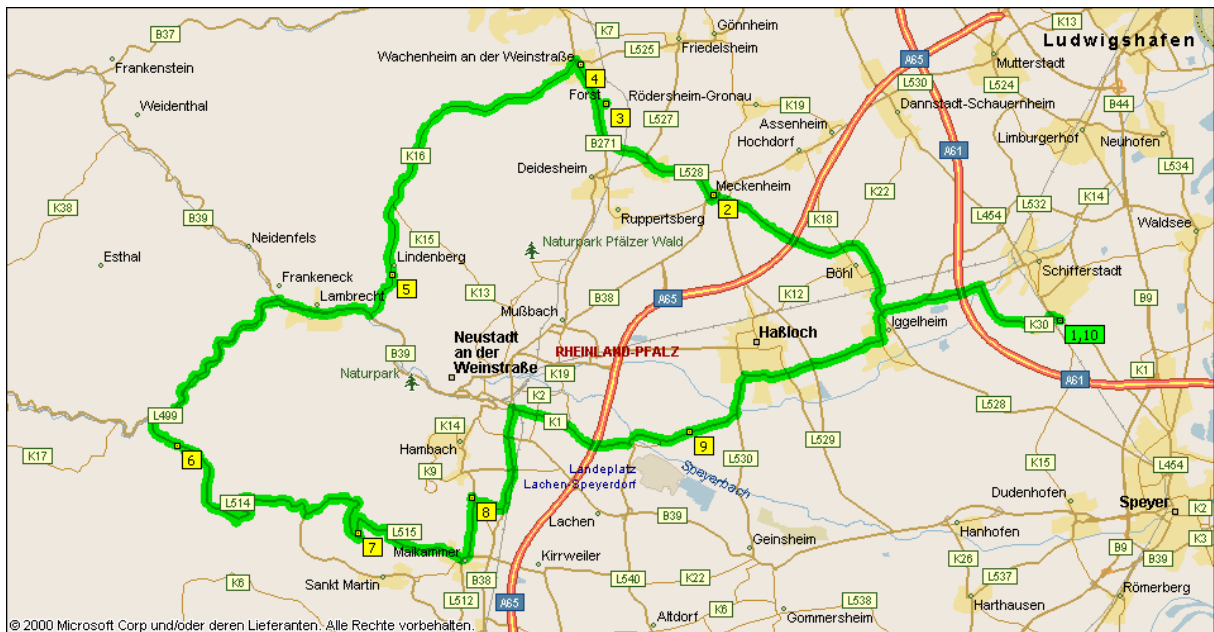 B37
K7
Gönnheim
K13
L525
Friedelsheim
Ludwigshafen
Frankenstein
Wachenheim an der Weinstraße
A65
Mutterstadt
4
L530
L524
Weidenthal
Forst
Rödersheim-Gronau
B44
3
K19
Dannstadt-Schauernheim
L527
Assenheim
Limburgerhof
Neuhofen
K16
B271
Hochdorf
A65
A61
L534
Deidesheim
L528
Meckenheim
K22
K38
2
L532
B39
Ruppertsberg
K18
L454
Waldsee
Neidenfels
K15
Naturpark Pfälzer Wald
Esthal
Lindenberg
Böhl
Schifferstadt
Frankeneck
5
K13
B38
A65
K12
B9
Lambrecht
Mußbach
Iggelheim
K30
1,10
Neustadt
an der
Weinstraße
Haßloch
B39
RHEINLAND-PFALZ
Naturpark
K19
K1
A61
K2
L528
L499
K1
K14
L529
6
Hambach
9
K17
K9
L530
L454
Landeplatz
Lachen-Speyerdorf
Speyerbach
K15
L514
8
Dudenhofen
Speyer
K2
Lachen
B39
Hanhofen
7
L515
K3
Maikammer
Geinsheim
B9
B39
Kirrweiler
K26
Sankt Martin
B38
L540
K22
L537
K6
Römerberg
L512
A65
L538
Harthausen
K6
Altdorf
Gommersheim
© 2000 Microsoft Corp und/oder deren Lieferanten. Alle Rechte vorbehalten.